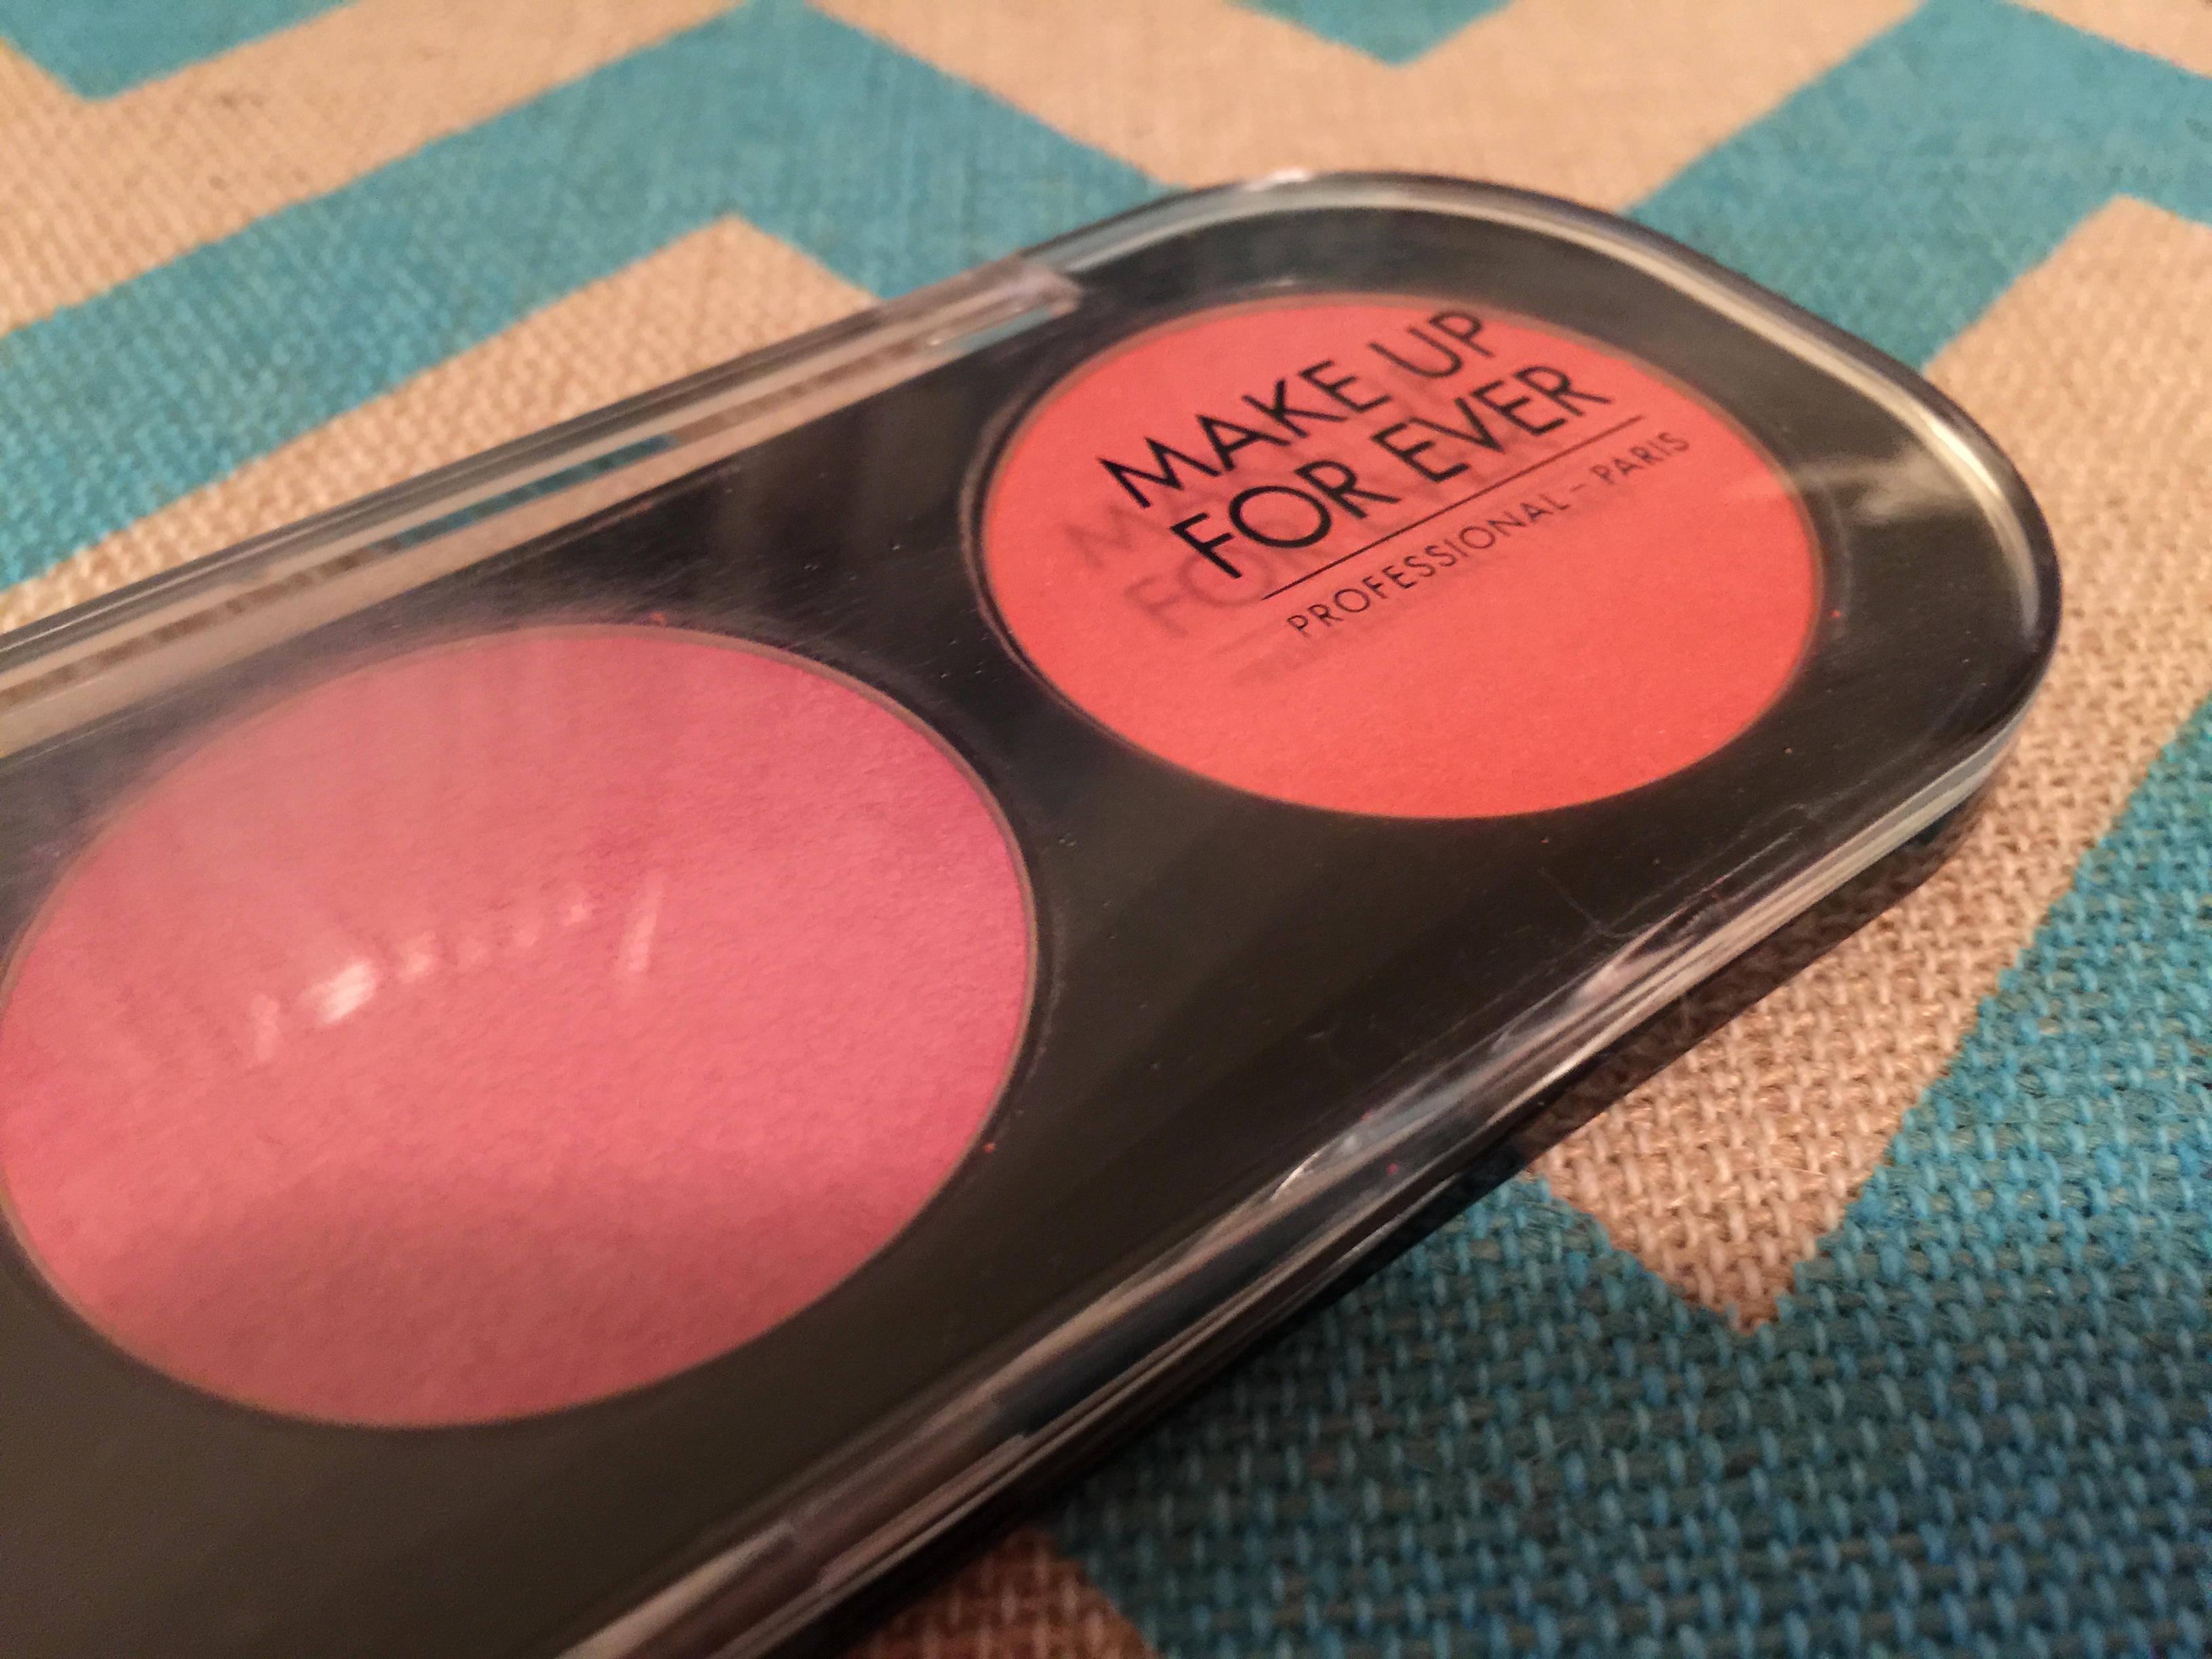 MAKE UP
FOR EVER
PROFESSIONAL - PARIS